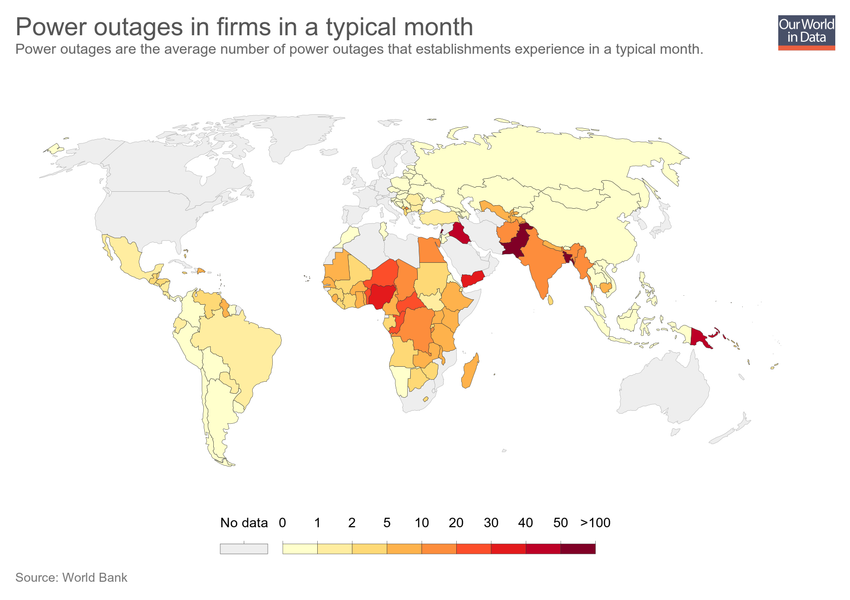 Power outages in firms in a typical month
Power outages are the average number of power outages that establishments experience in a typical month.
Our World
in Data
No data 0 1 2 5 10 20 30 40 50 >100
Source: World Bank